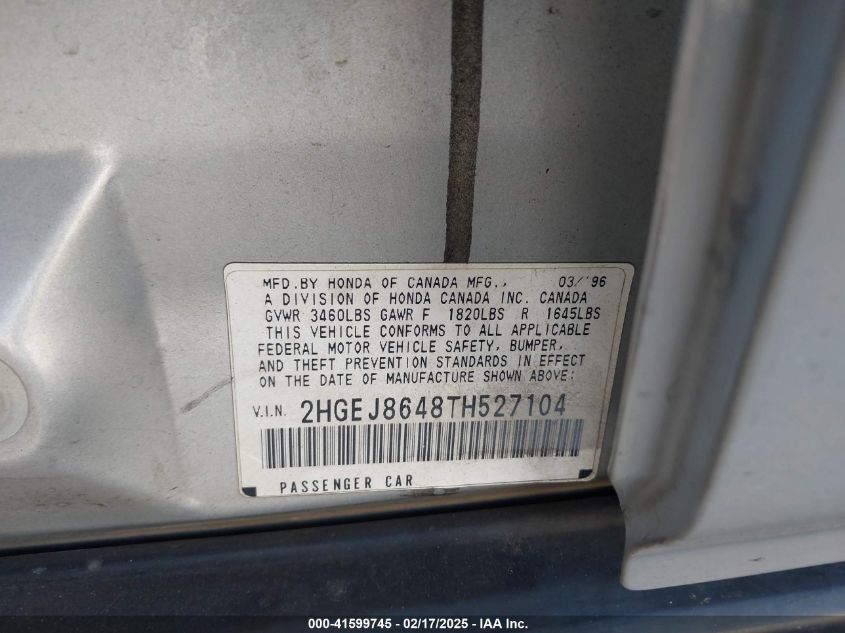 MFD.BY HONDA OF CANADA MFG., 03/'96
A DIVISION OF HONDA CANADA INC. CANADA
GVWR 3460LBS GAWR F 1820LBS R 1645LBS
THIS VEHICLE CONFORMS TO ALL APPLICABLE
FEDERAL MOTOR VEHICLE SAFETY, BUMPER,
AND THEFT PREVENTION STANDARDS IN EFFECT
ON THE DATE OF MANUFACTURE SHOWN ABOVE:
V.I.N. 2HGEJ8648TH527104
PASSENGER CAR
000-41599745 - 02/17/2025 - IAA, Inc.